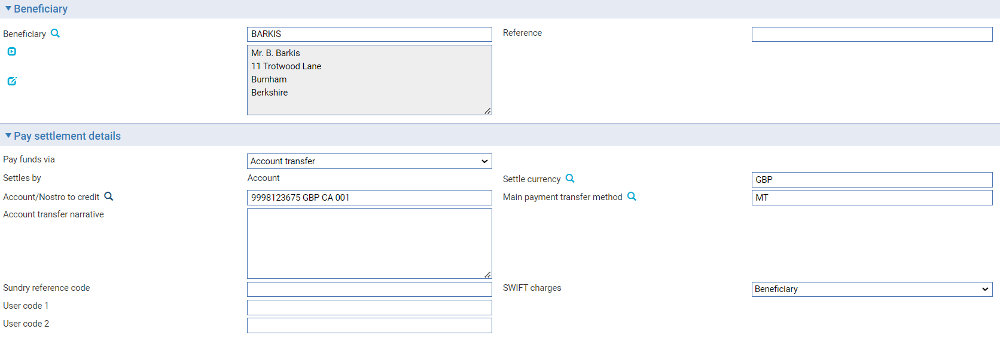 Beneficiary
Beneficiary BARKIS Reference
Mr. B. Barkis
11 Trotwood Lane
Burnham
Berkshire
Pay settlement details
Pay funds via Account transfer
Settles by Account Settle currency GBP
Account/Nostro to credit 9998123675 GBP CA 001 Main payment transfer method MT
Account transfer narrative
Sundry reference code SWIFT charges Beneficiary
User code 1
User code 2